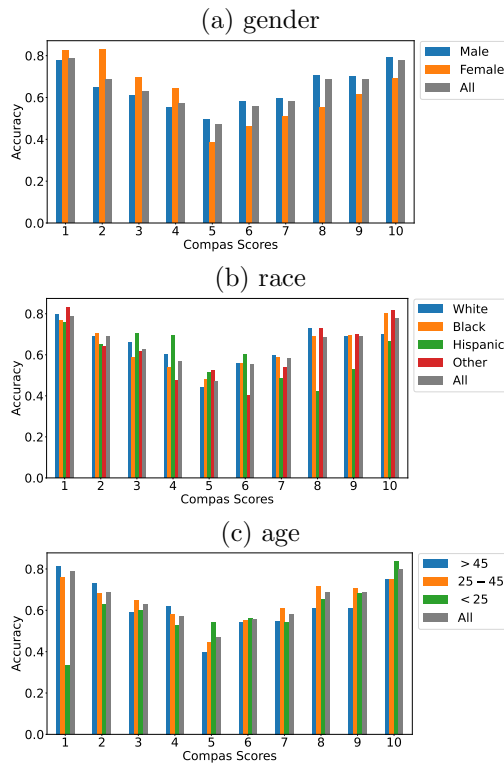 (a) gender
Accuracy
0.8
0.6
0.4
0.2
0.0
1 2 3 4 5 6 7 8 9 10
Compas Scores
Male
Female
All
(b) race
Accuracy
0.8
0.6
0.4
0.2
0.0
1 2 3 4 5 6 7 8 9 10
Compas Scores
White
Black
Hispanic
Other
All
(c) age
Accuracy
0.8
0.6
0.4
0.2
0.0
1 2 3 4 5 6 7 8 9 10
Compas Scores
> 45
25 − 45
< 25
All